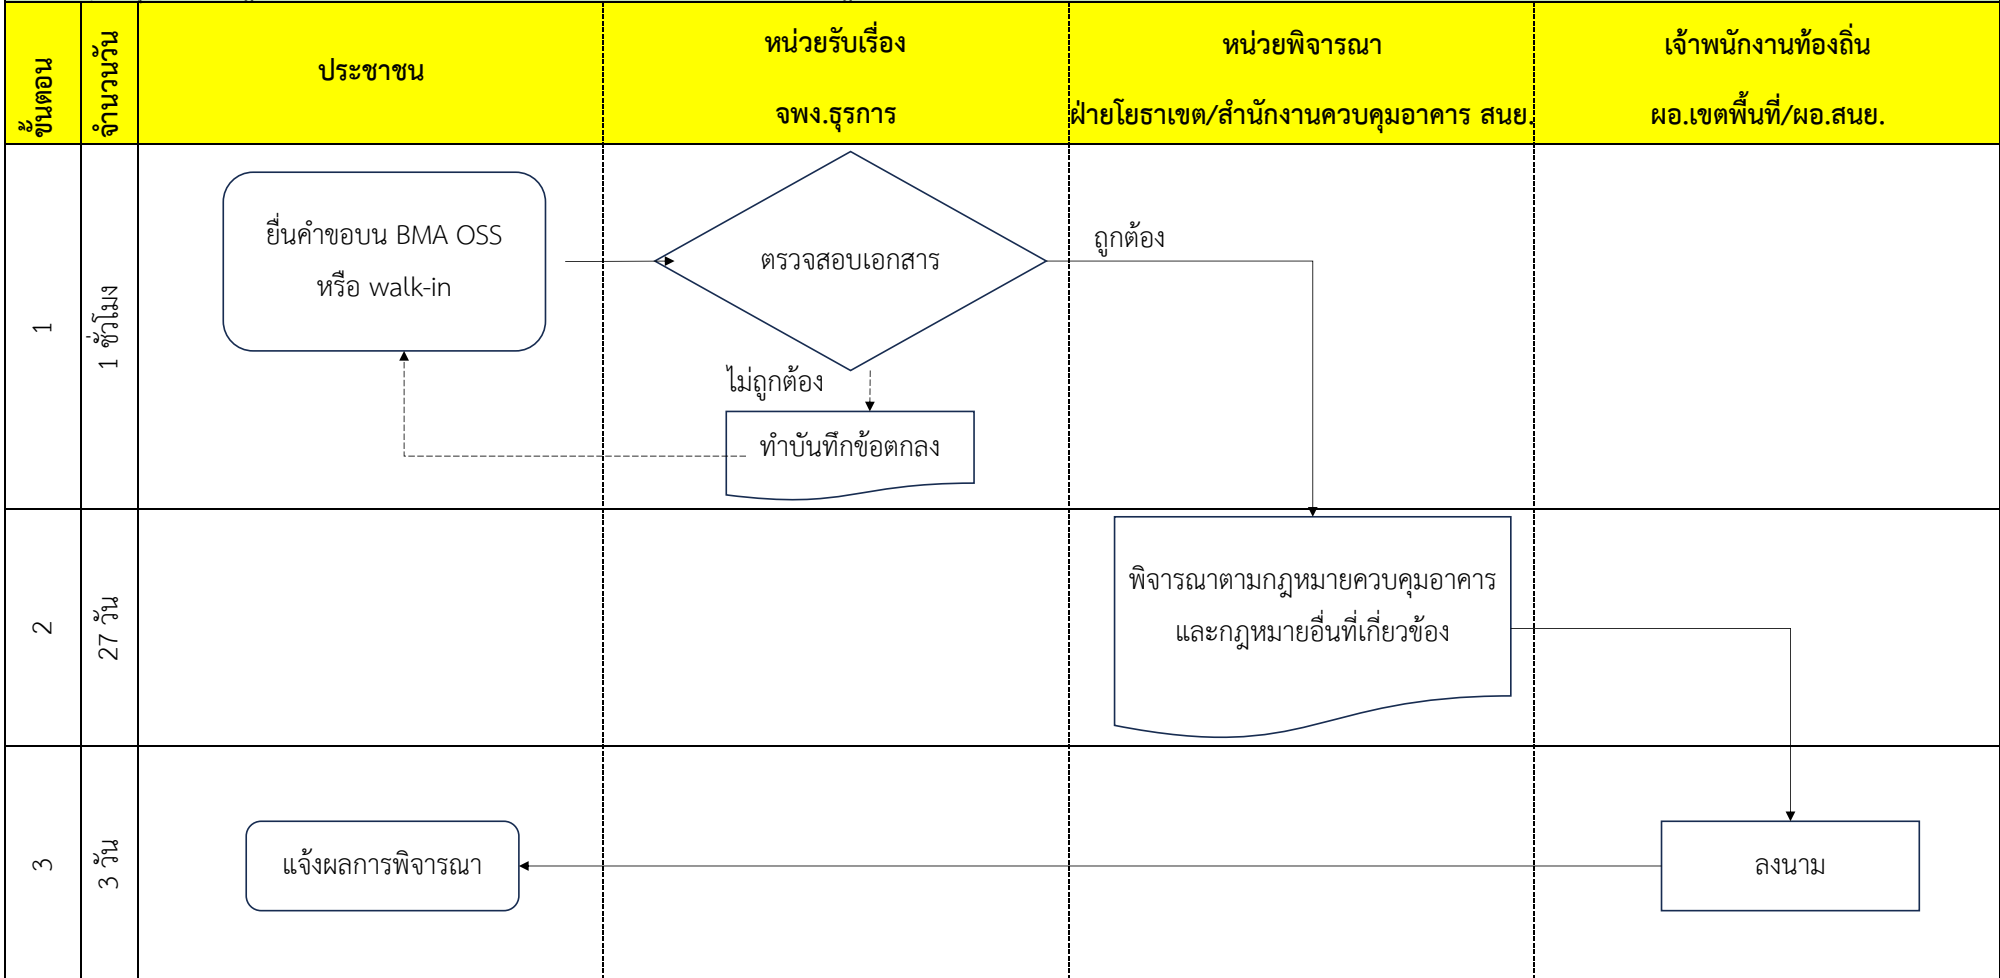 ขั้นตอน
จำนวนวัน
ประชาชน
หน่วยรับเรื่อง
จพง.ธุรการ
หน่วยพิจารณา
ฝ่ายโยธาเขต/สำนักงานควบคุมอาคาร สนย.
เจ้าพนักงานท้องถิ่น
ผอ.เขตพื้นที่/ผอ.สนย.
1
1 ชั่วโมง
ยื่นคำขอบน BMA OSS
หรือ walk-in
ตรวจสอบเอกสาร
ถูกต้อง
ไม่ถูกต้อง
ทำบันทึกข้อตกลง
2
27 วัน
พิจารณาตามกฎหมายควบคุมอาคาร
และกฎหมายอื่นที่เกี่ยวข้อง
3
3 วัน
แจ้งผลการพิจารณา
ลงนาม